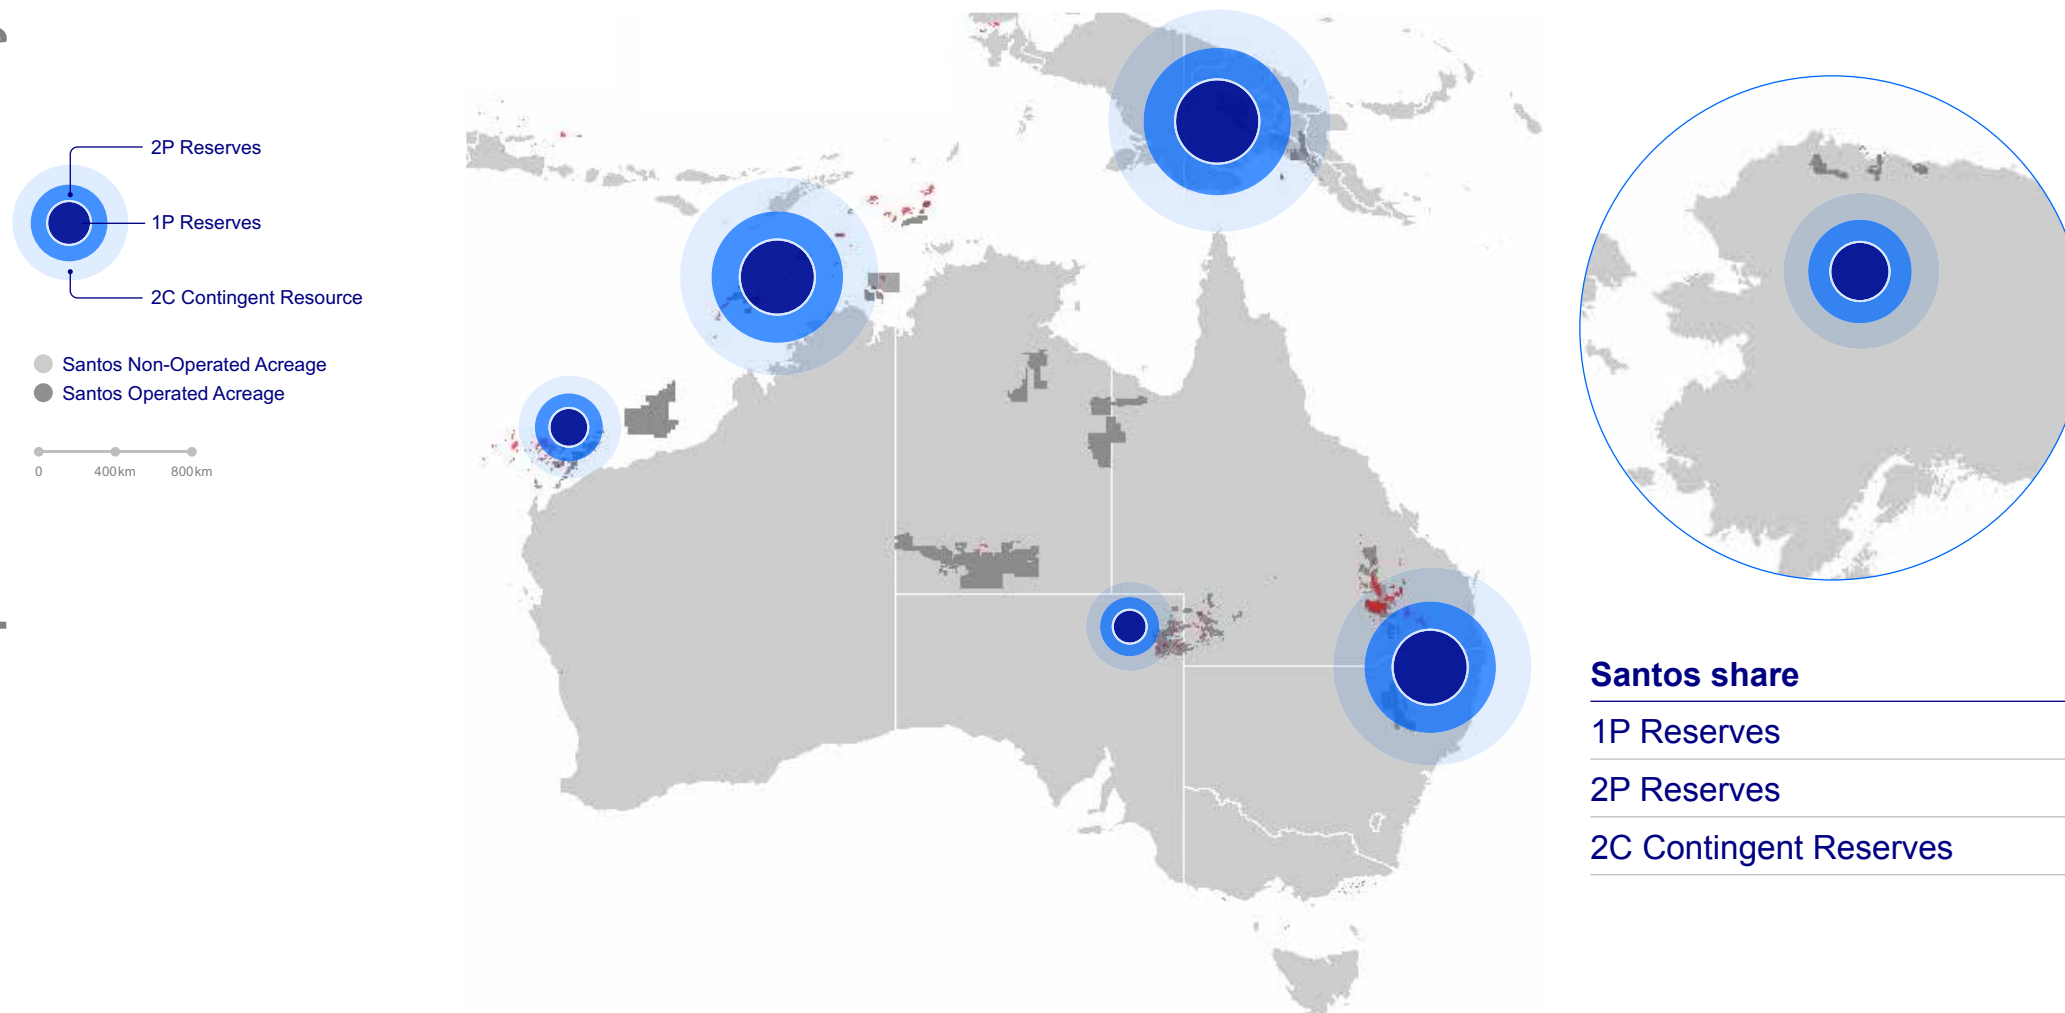 2P Reserves
1P Reserves
2C Contingent Resource
Santos Non-Operated Acreage
Santos Operated Acreage
0 400km 800km
Santos share
1P Reserves
2P Reserves
2C Contingent Reserves